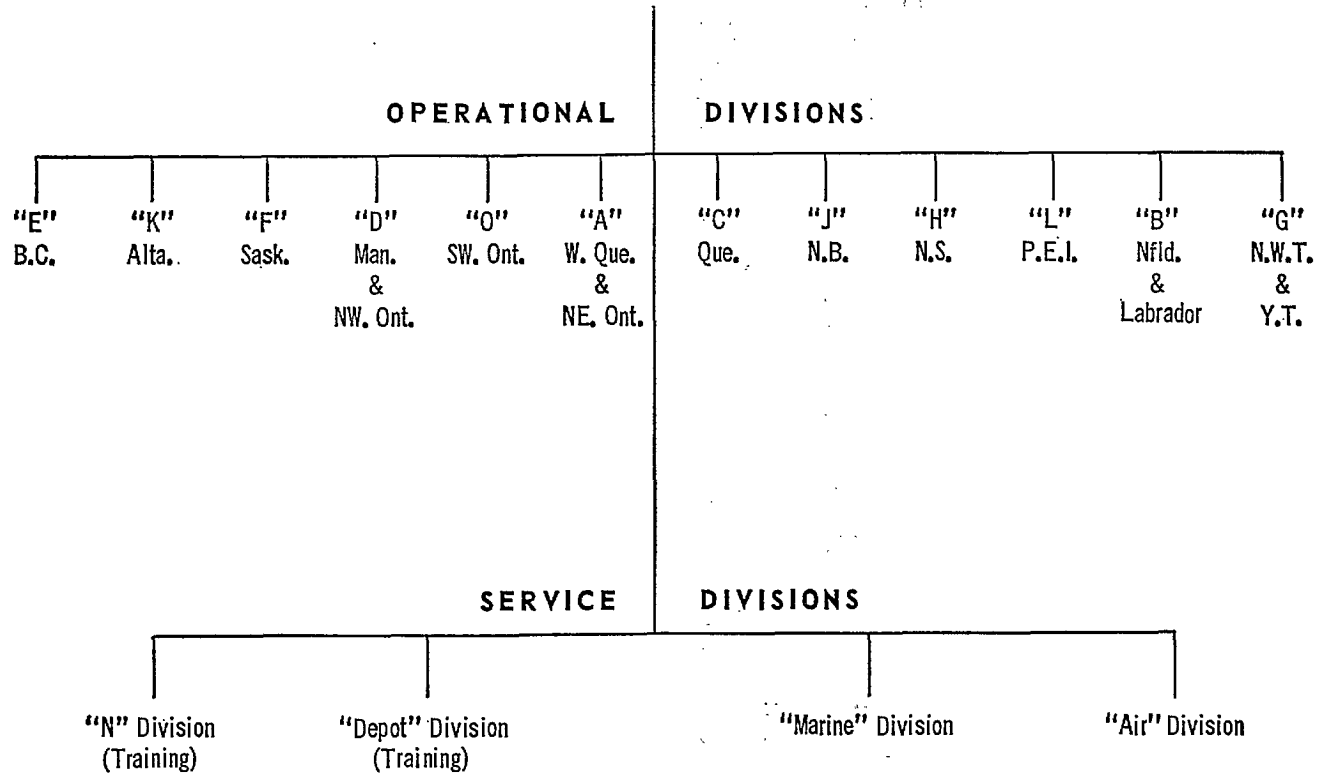 OPERATIONAL DIVISIONS
"E" "K" "F" "D" "O" "A" "C" "J" "H" "L" "B" "G"
B.C. Alta. Sask. Man. SW. Ont. W. Que. Que. N.B. N.S. P.E.I. Nfld. N.W.T.
& & & &
NW. Ont. NE. Ont. Labrador Y.T.
SERVICE DIVISIONS
"N" Division "Depot" Division "Marine" Division "Air" Division
(Training) (Training)